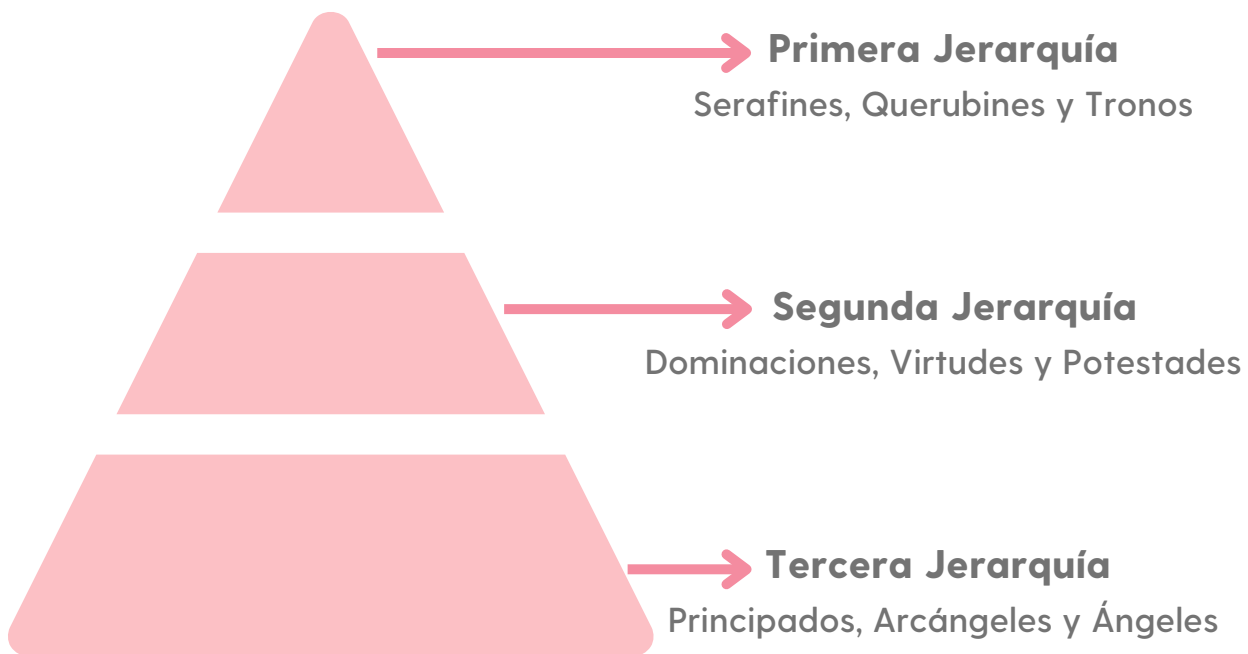 Primera Jerarquía
Serafines, Querubines y Tronos
Segunda Jerarquía
Dominaciones, Virtudes y Potestades
Tercera Jerarquía
Principados, Arcángeles y Ángeles